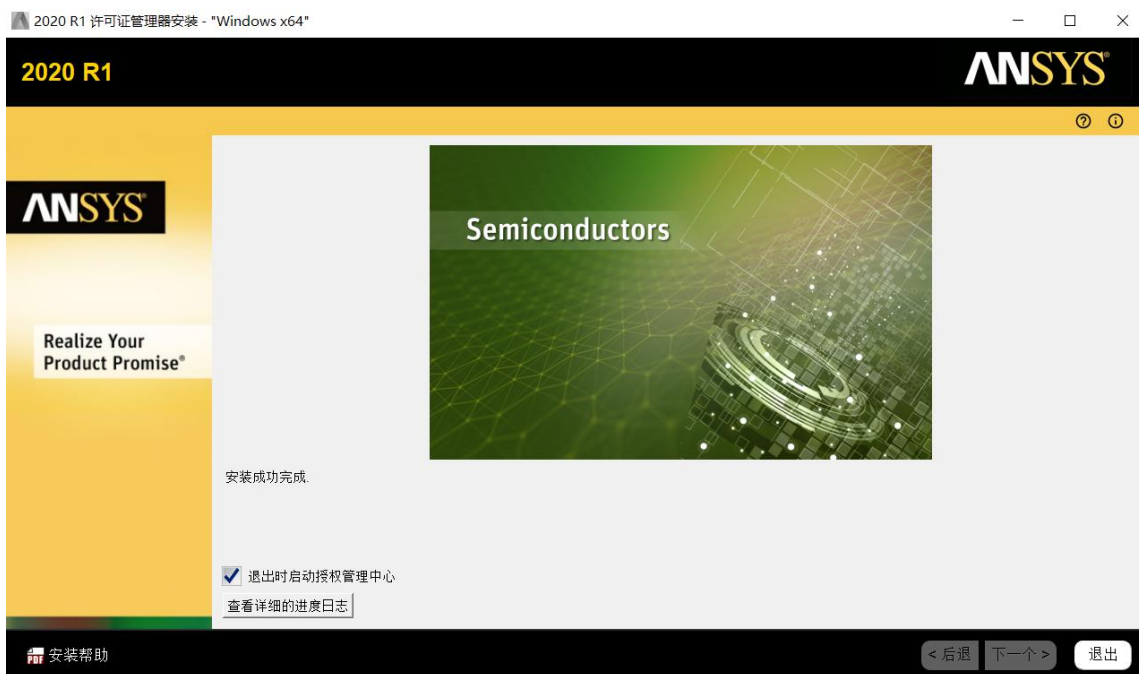 2020 R1 许可证管理器安装 - "Windows x64"
2020 R1
ANSYS®
ANSYS®
Semiconductors
Realize Your
Product Promise®
安装成功完成.
退出时启动授权管理中心
查看详细的进度日志
PDF 安装帮助
< 后退 下一个 > 退出